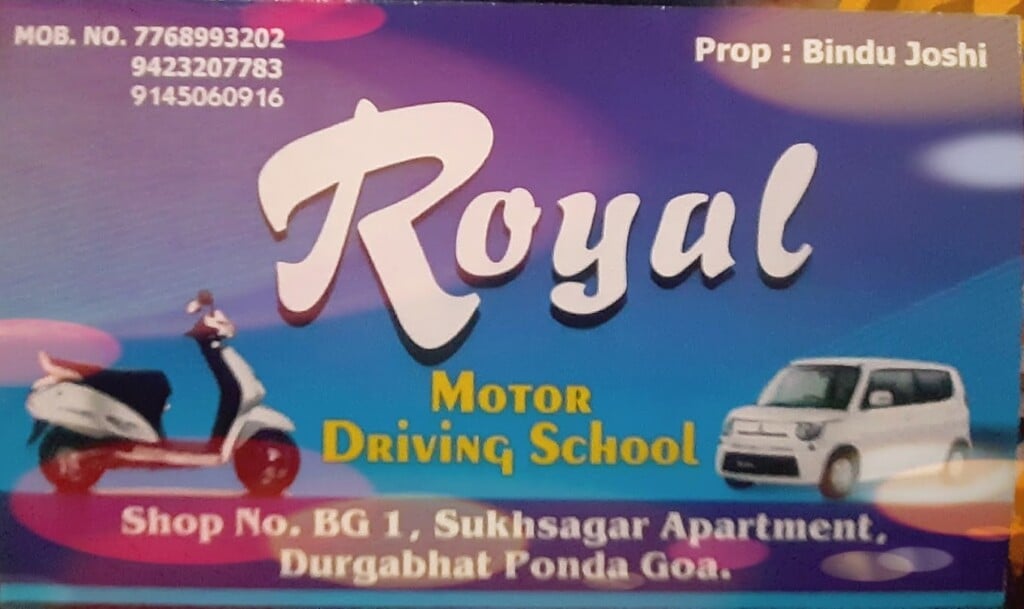 MOB. NO. 7768993202
9423207783
9145060916
Prop : Bindu Joshi
Royal
MOTOR
DRIVING SCHOOL
Shop No. BG 1, Sukhsagar Apartment,
Durgabhat Ponda Goa.